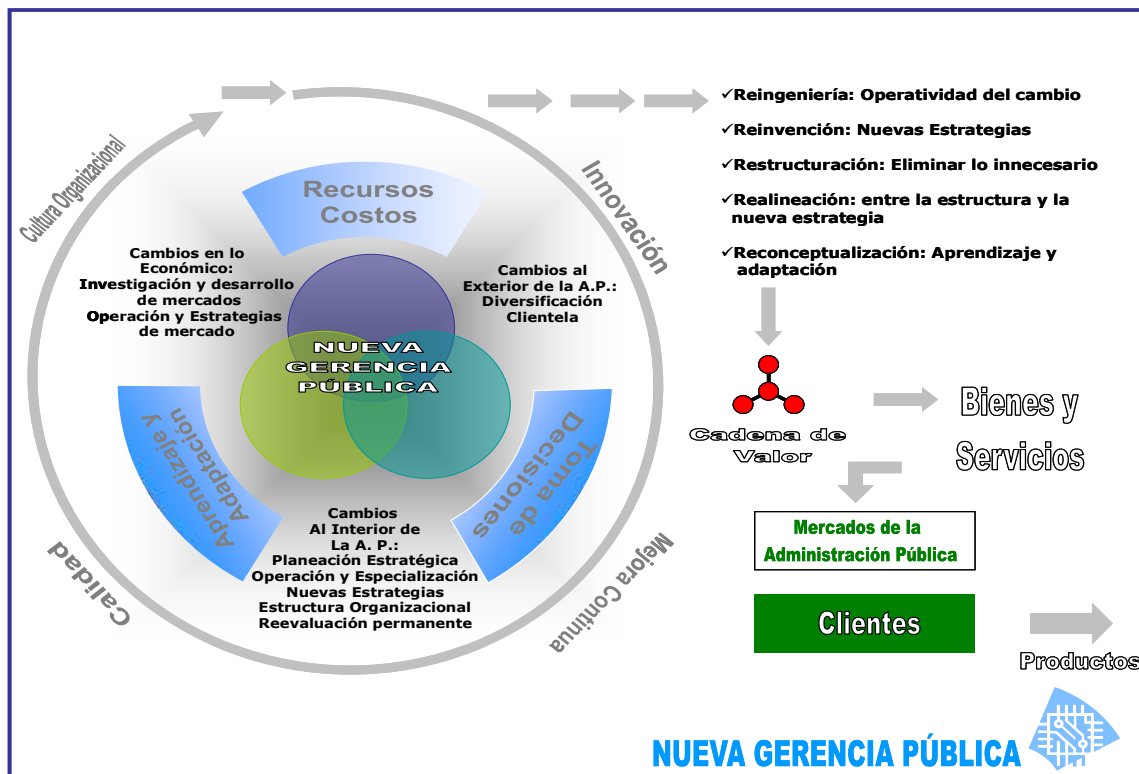 Cultura Organizacional
Innovación
Calidad
Mejora Continua
Recursos
Costos
Cambios en lo
Económico:
Investigación y desarrollo
de mercados
Operación y Estrategias
de mercado
Cambios al
Exterior de la A.P.:
Diversificación
Clientela
NUEVA
GERENCIA
PÚBLICA
Aprendizaje y
Adaptación
Toma de
Decisiones
Cambios
Al Interior de
La A. P.:
Planeación Estratégica
Operación y Especialización
Nuevas Estrategias
Estructura Organizacional
Reevaluación permanente
✓Reingeniería: Operatividad del cambio
✓Reinvención: Nuevas Estrategias
✓Restructuración: Eliminar lo innecesario
✓Realineación: entre la estructura y la
nueva estrategia
✓Reconceptualización: Aprendizaje y
adaptación
Cadena de
Valor
Bienes y
Servicios
Mercados de la
Administración Pública
Clientes
Productos
NUEVA GERENCIA PÚBLICA